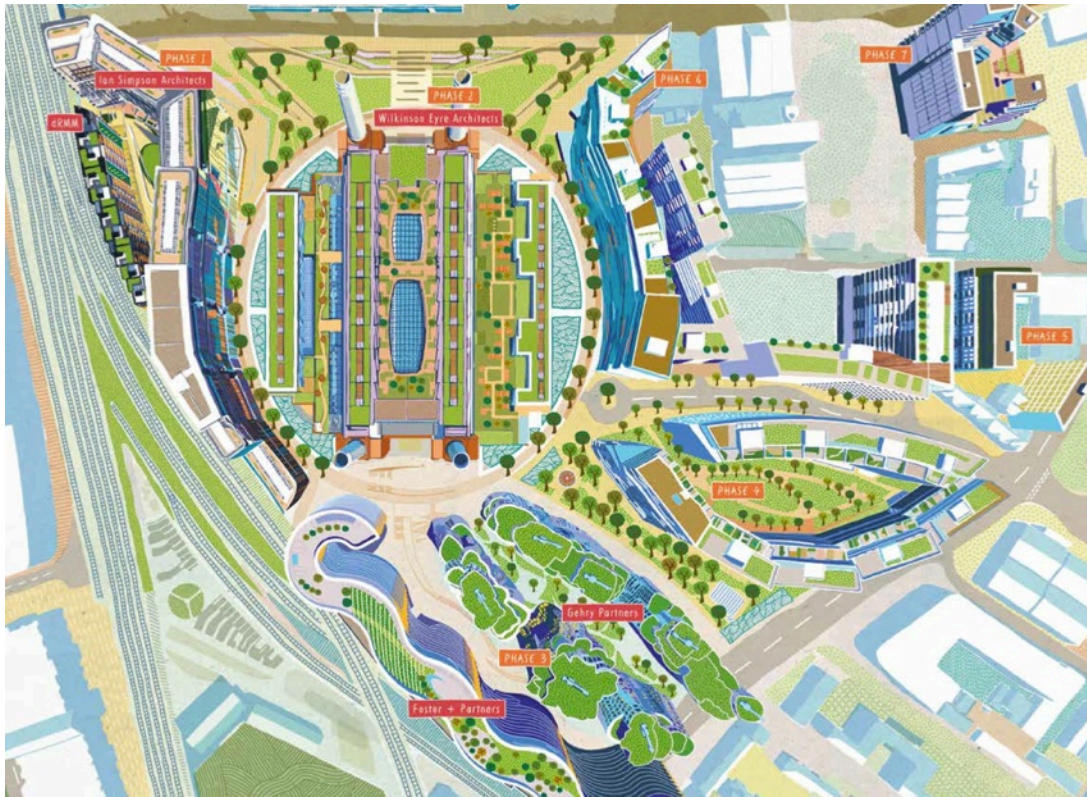 PHASE 1
Ian Simpson Architects
dRMM
PHASE 2
Wilkinson Eyre Architects
PHASE 6
PHASE 7
PHASE 5
PHASE 4
Gehry Partners
PHASE 3
Foster + Partners